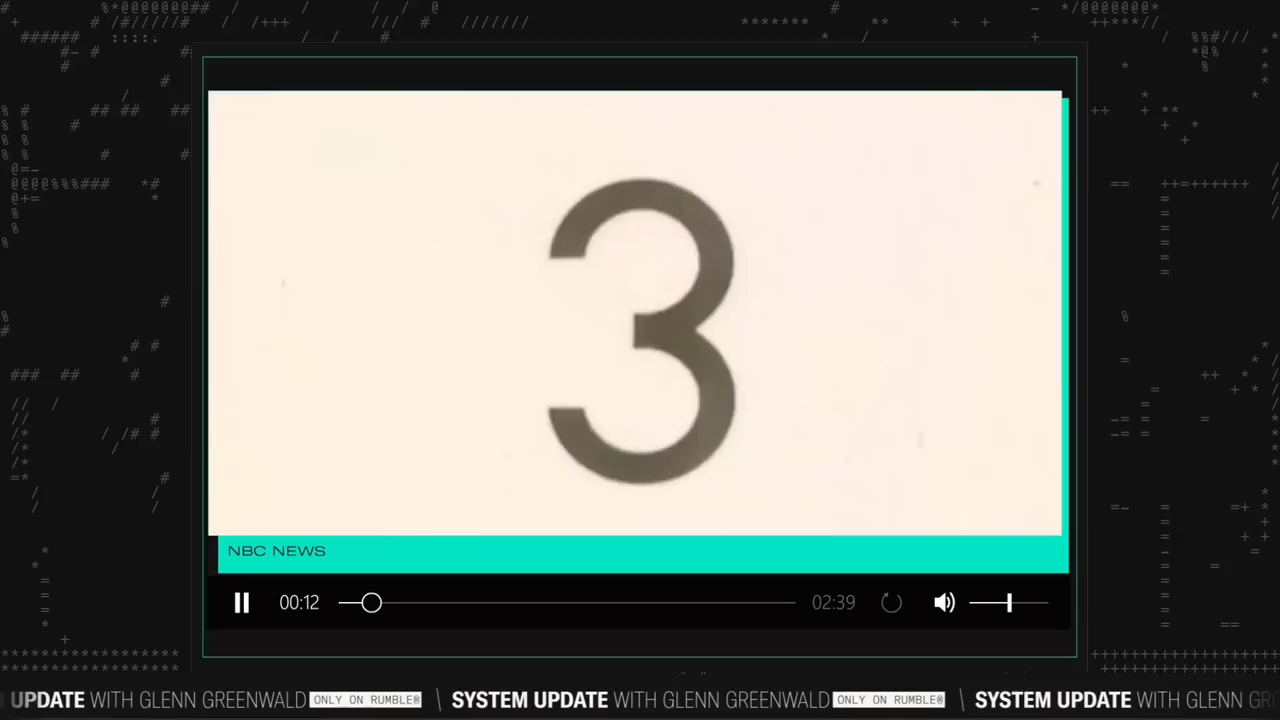 3
NBC NEWS
00:12 02:39
UPDATE WITH GLENN GREENWALD ONLY ON RUMBLE® \ SYSTEM UPDATE WITH GLENN GREENWALD ONLY ON RUMBLE® \ SYSTEM UPDATE WITH GLENN